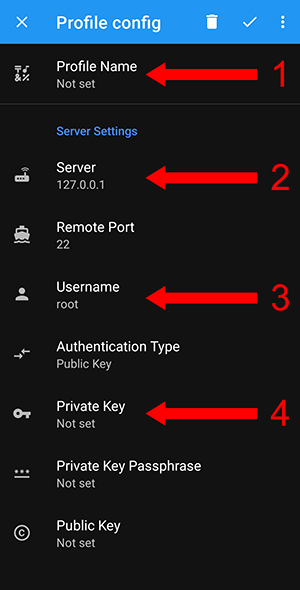 Profile config
Profile Name
Not set
1
Server Settings
Server
127.0.0.1
2
Remote Port
22
Username
root
3
Authentication Type
Public Key
Private Key
Not set
4
Private Key Passphrase
Not set
Public Key
Not set